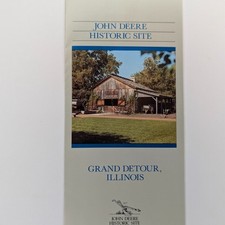 JOHN DEERE
HISTORIC SITE
GRAND DETOUR,
ILLINOIS
JOHN DEERE
HISTORIC SITE